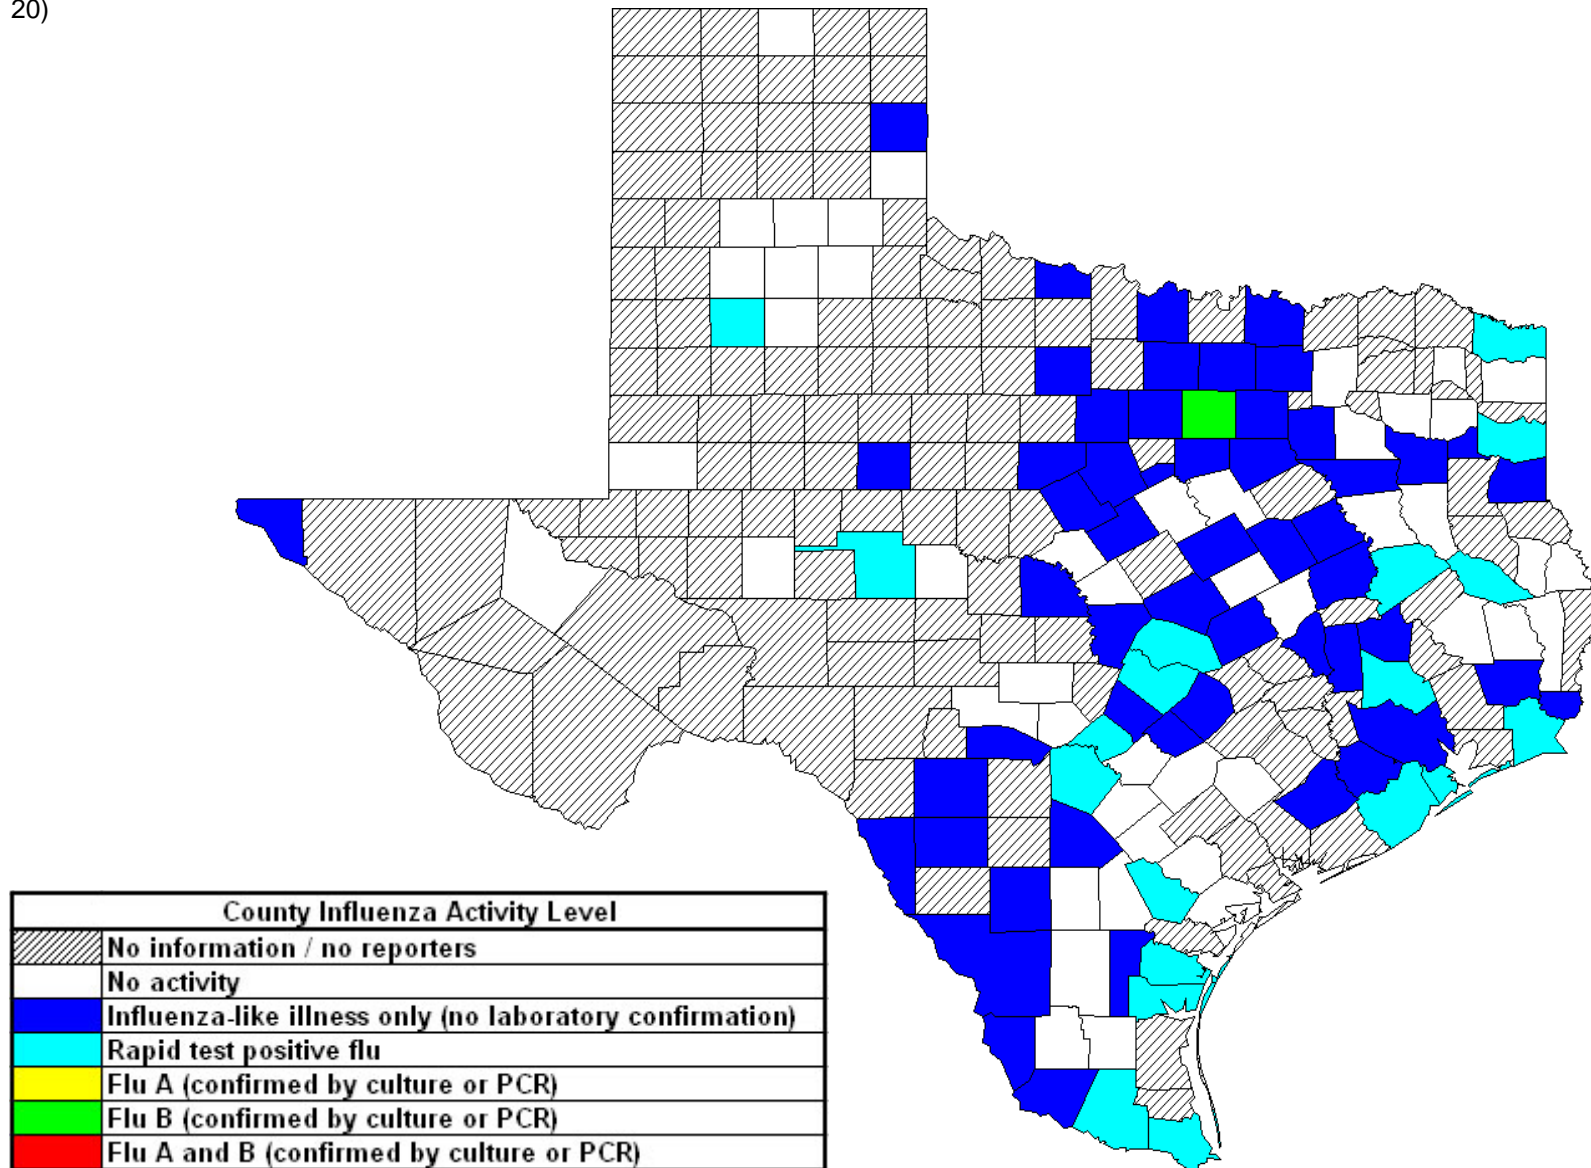 20)
County Influenza Activity Level
No information / no reporters
No activity
Influenza-like illness only (no laboratory confirmation)
Rapid test positive flu
Flu A (confirmed by culture or PCR)
Flu B (confirmed by culture or PCR)
Flu A and B (confirmed by culture or PCR)